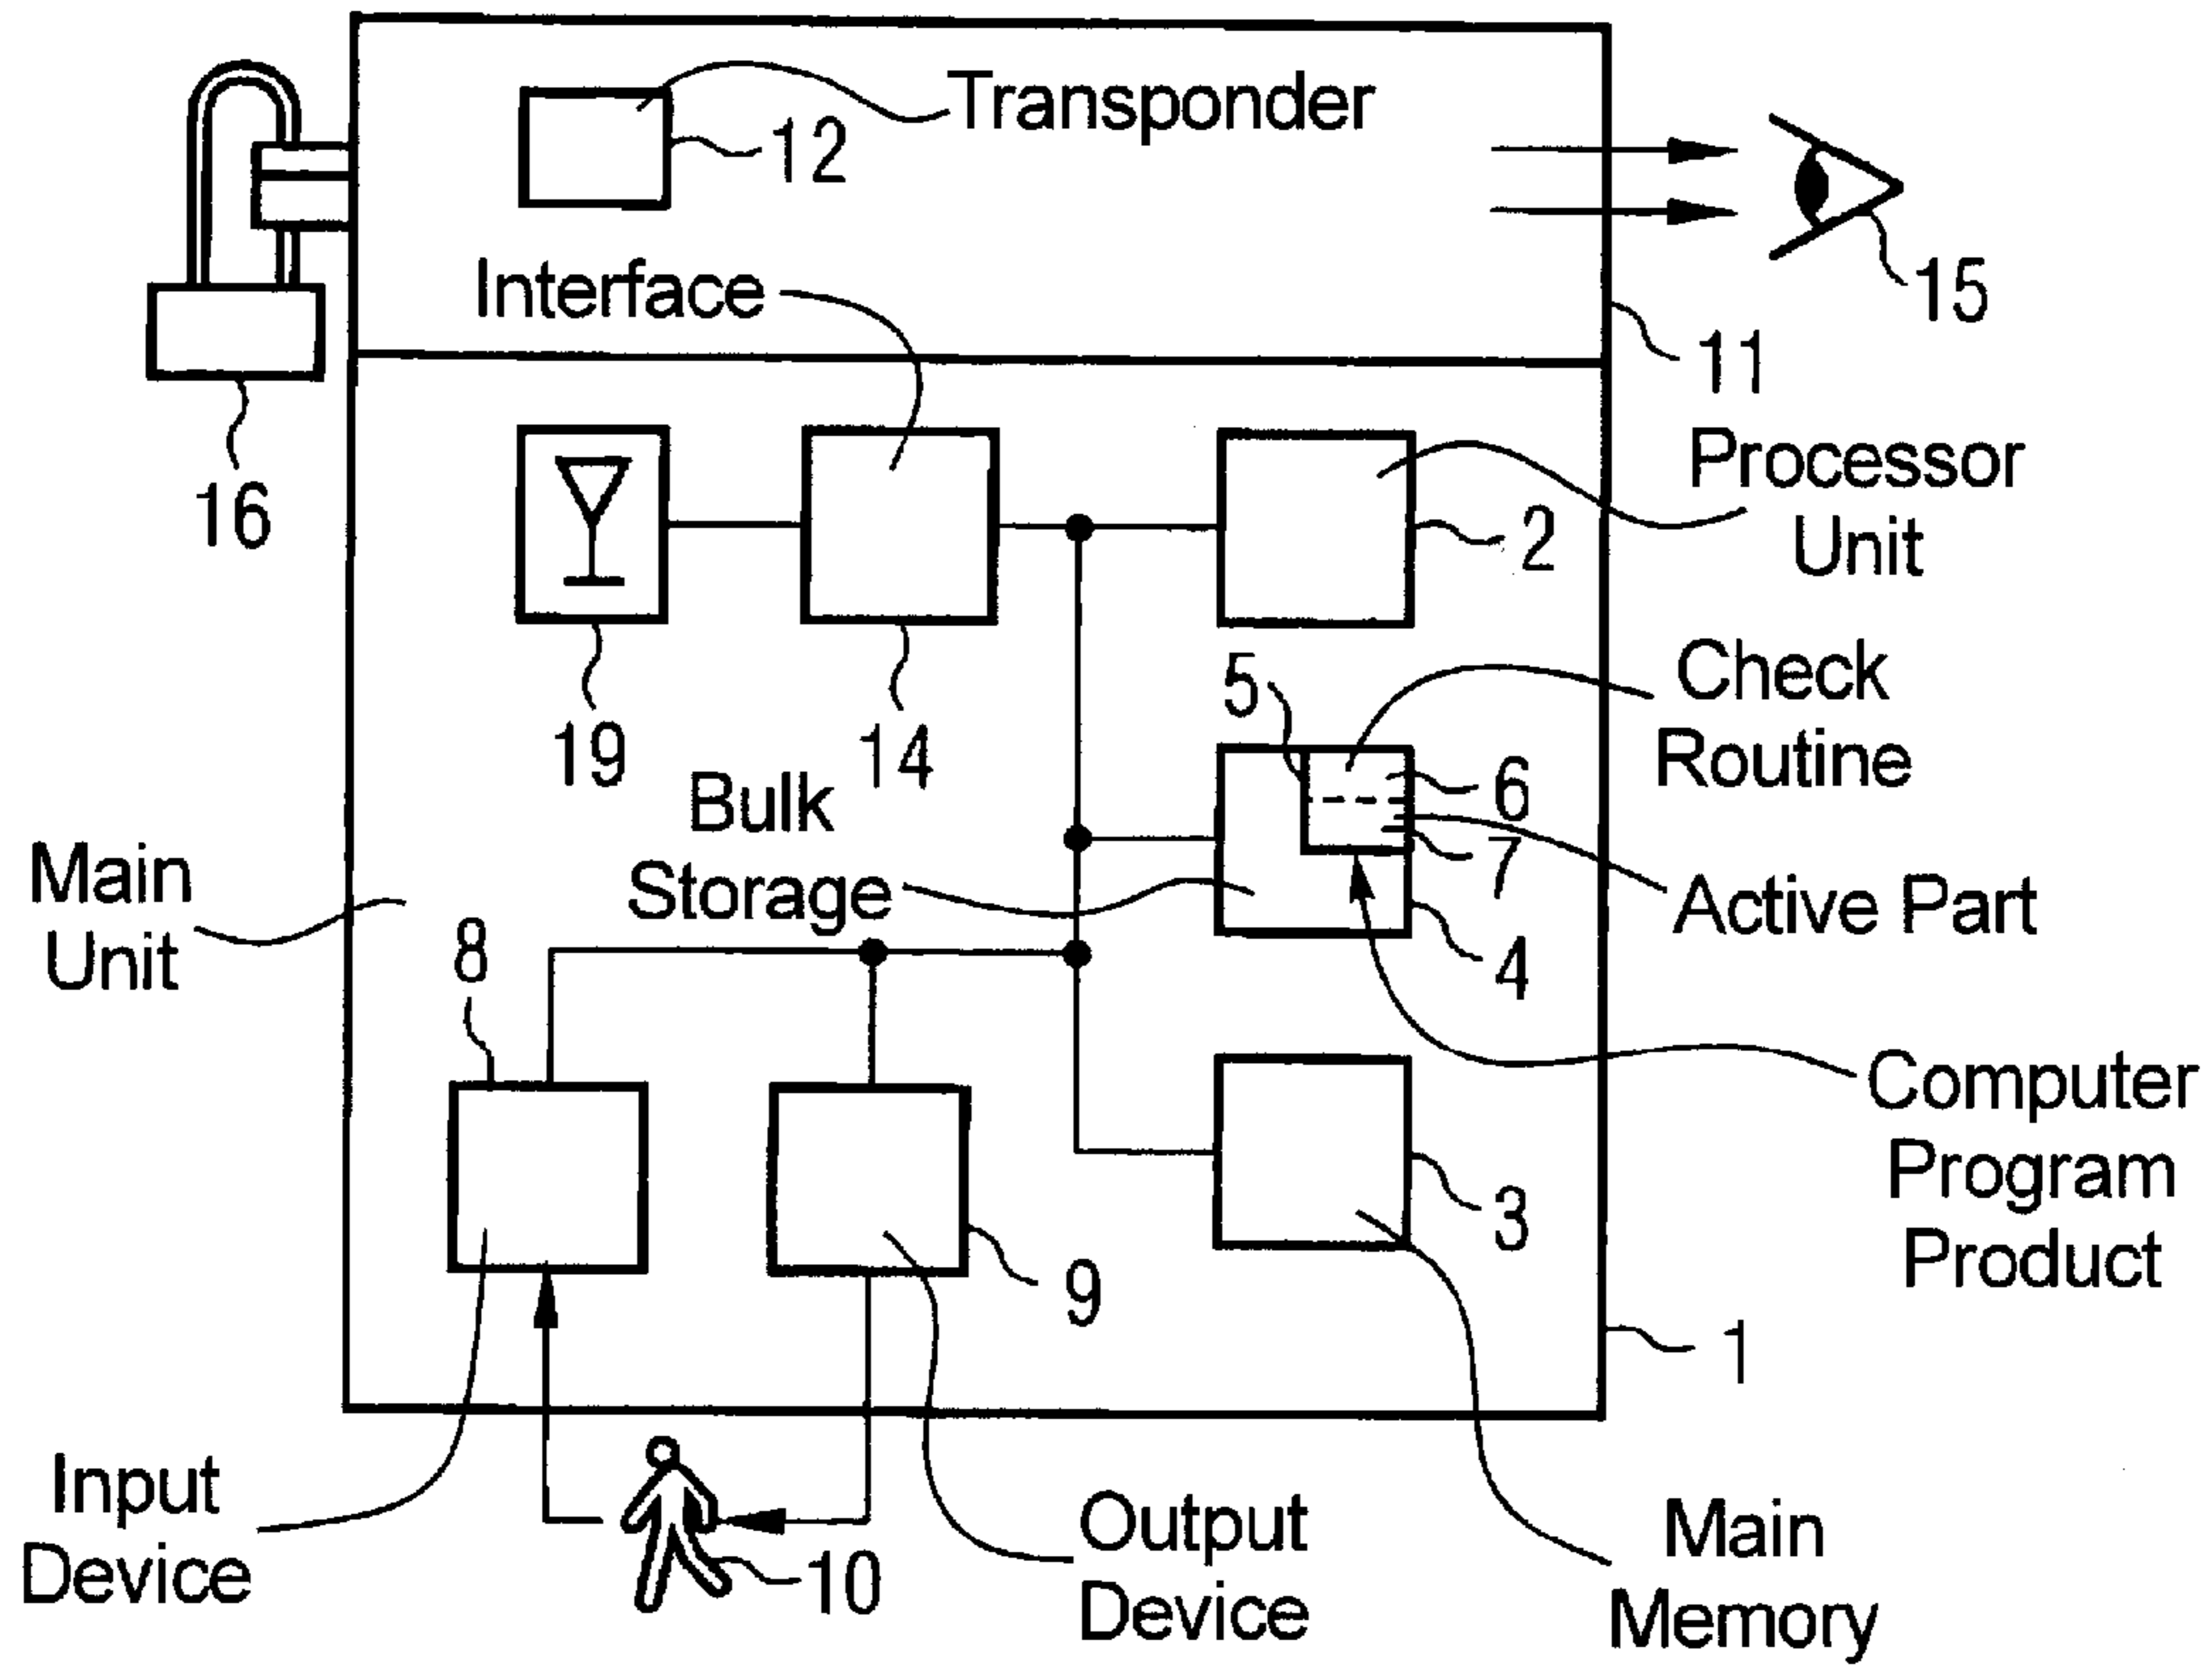 Transponder
12
Interface
15
11
16
Processor
Unit
2
19
14
5
Check
Routine
6
7
Bulk
Storage
Active Part
4
Main
Unit
8
Computer
Program
Product
3
9
1
Input
Device
10
Output
Device
Main
Memory